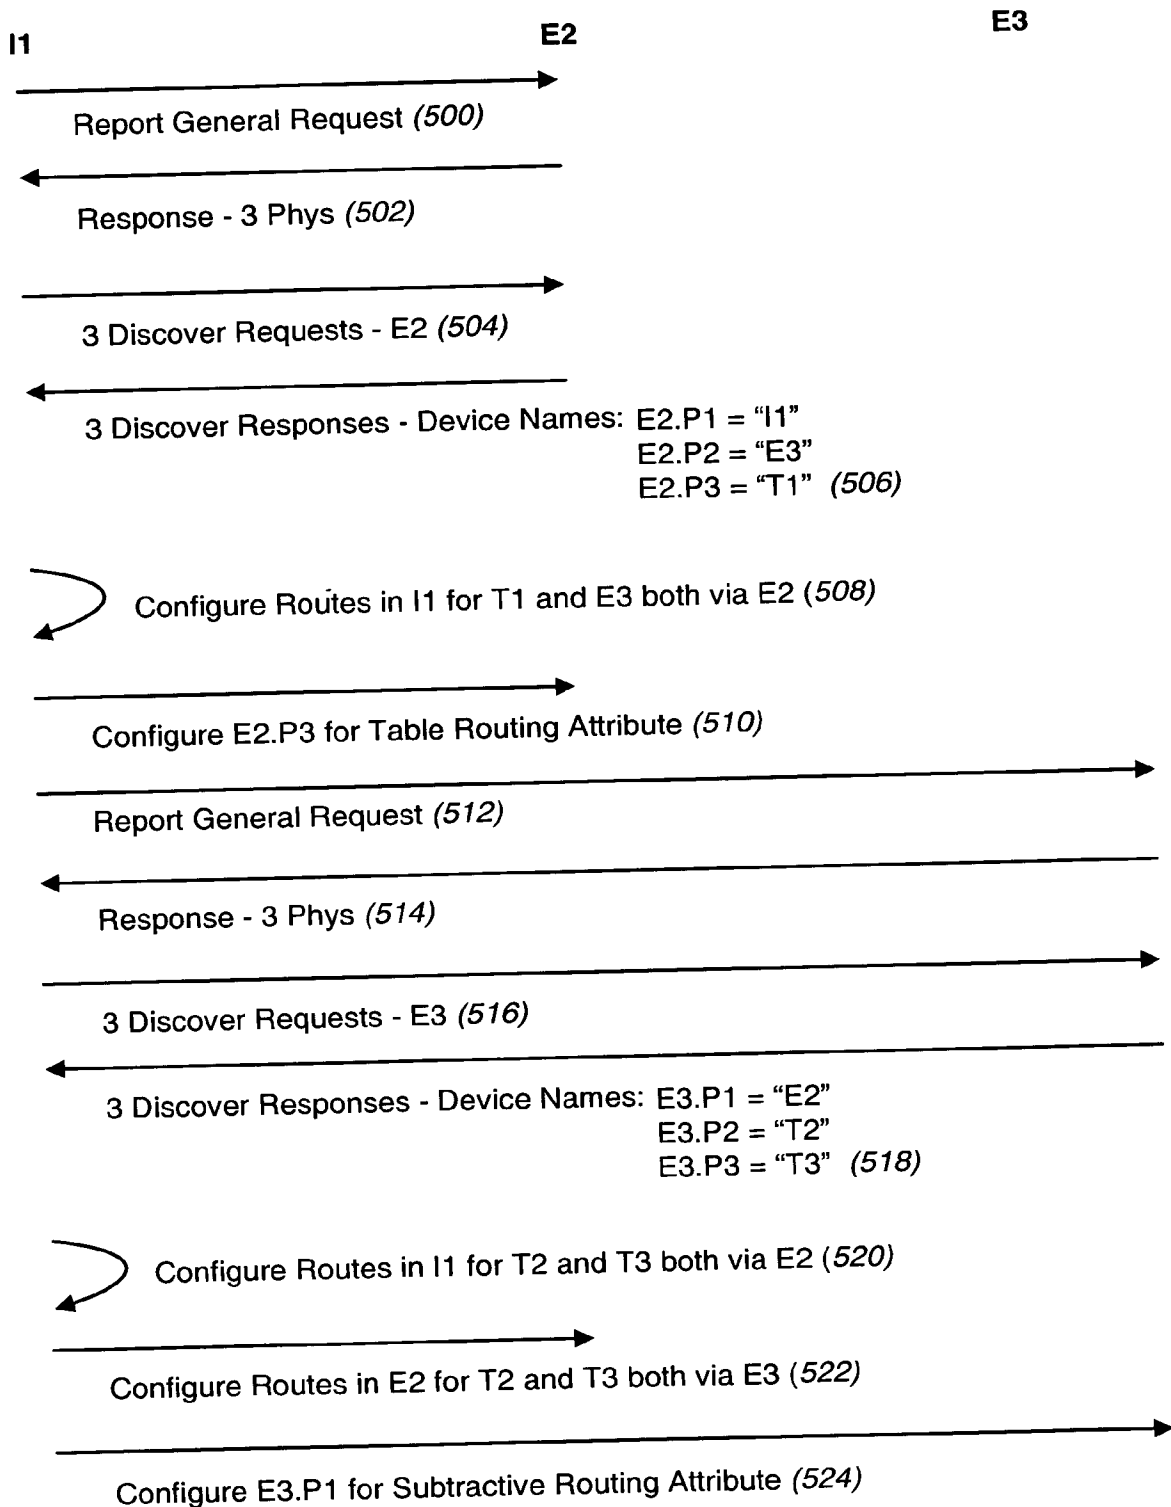 I1 E2 E3
Report General Request (500)
Response - 3 Phys (502)
3 Discover Requests - E2 (504)
3 Discover Responses - Device Names: E2.P1 = “I1”
E2.P2 = “E3”
E2.P3 = “T1” (506)
Configure Routes in I1 for T1 and E3 both via E2 (508)
Configure E2.P3 for Table Routing Attribute (510)
Report General Request (512)
Response - 3 Phys (514)
3 Discover Requests - E3 (516)
3 Discover Responses - Device Names: E3.P1 = “E2”
E3.P2 = “T2”
E3.P3 = “T3” (518)
Configure Routes in I1 for T2 and T3 both via E2 (520)
Configure Routes in E2 for T2 and T3 both via E3 (522)
Configure E3.P1 for Subtractive Routing Attribute (524)